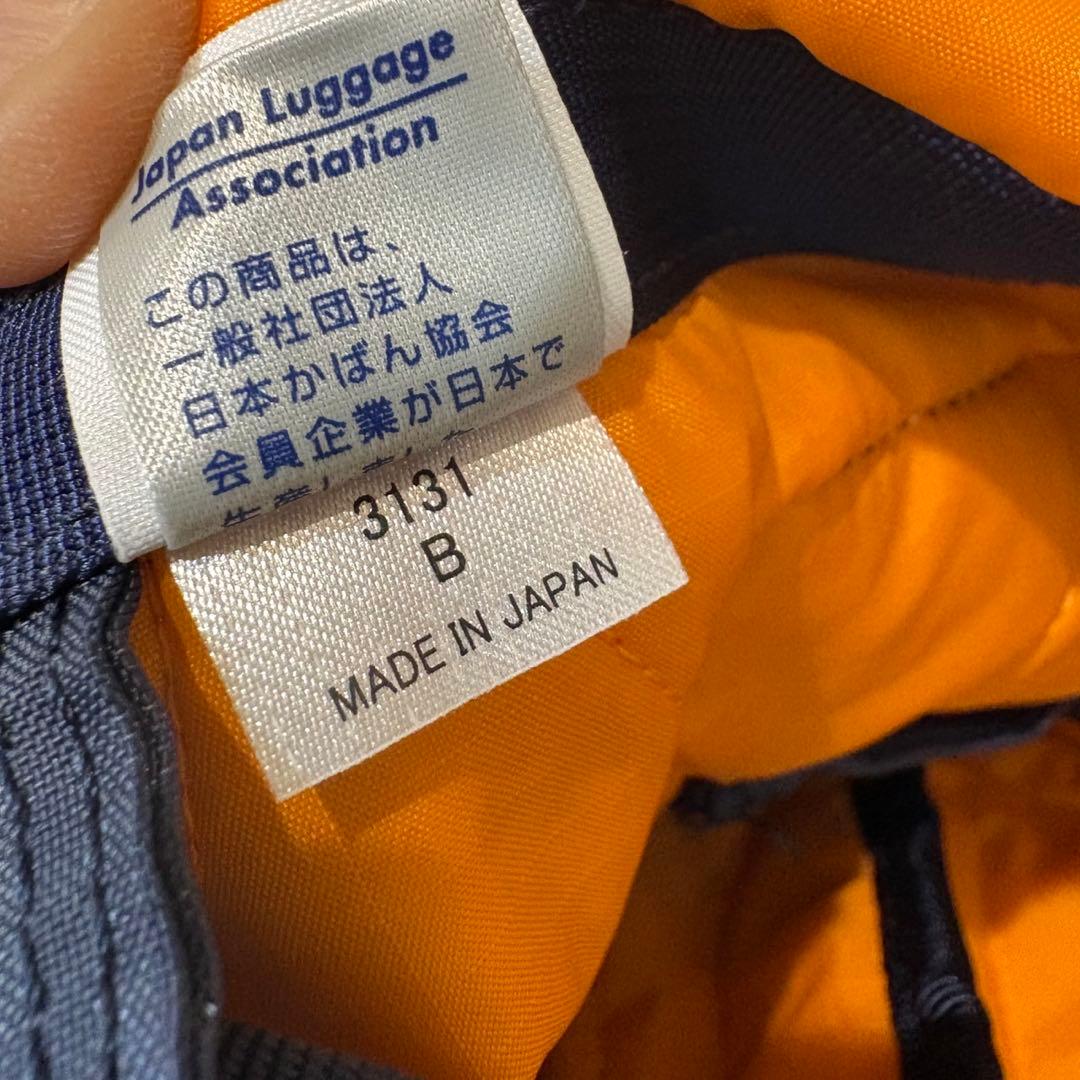 Japan Luggage
Association
この商品は、
一般社団法人
日本かばん協会
会員企業が日本で
3131
B
MADE IN JAPAN